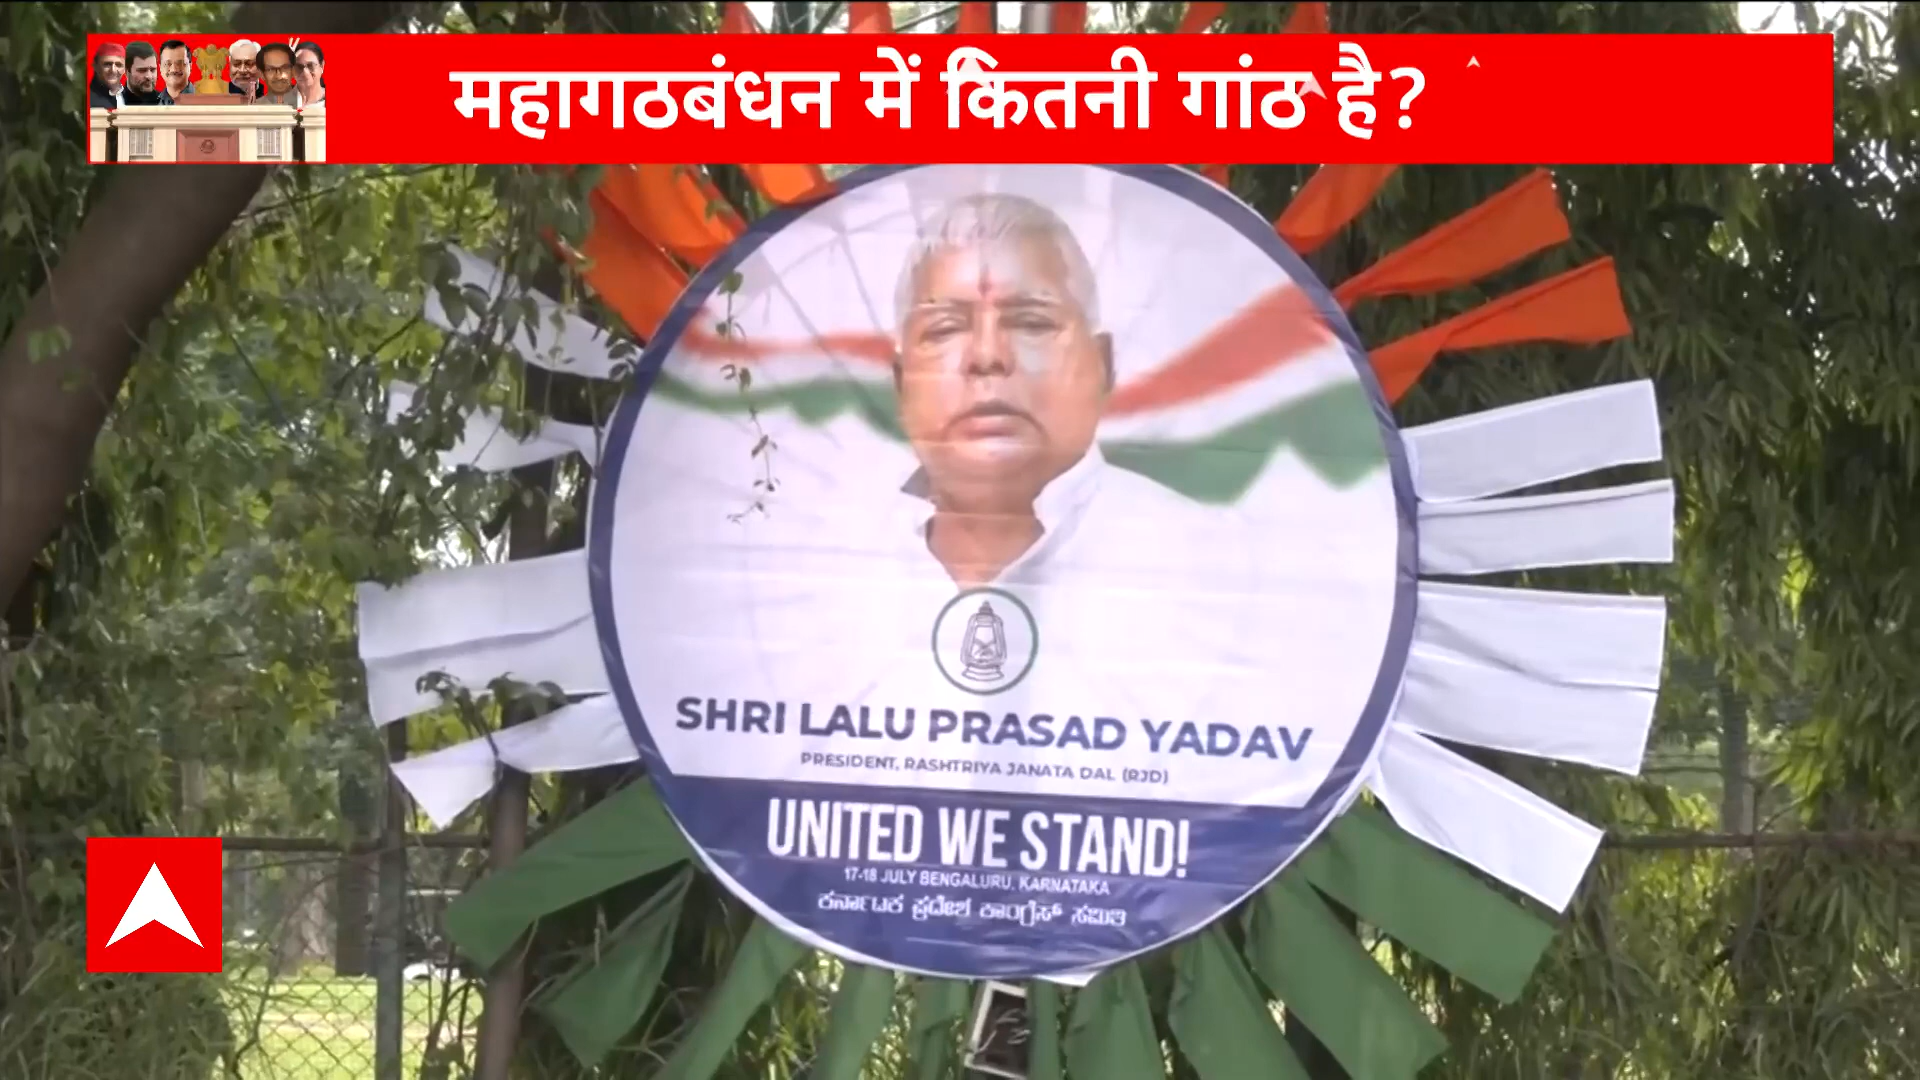 महागठबंधन में कितनी गांठ है?
SHRI LALU PRASAD YADAV
PRESIDENT, RASHTRIYA JANATA DAL (RJD)
UNITED WE STAND!
17-18 JULY BENGALURU, KARNATAKA
ಕರ್ನಾಟಕ ಪ್ರದೇಶ ಕಾಂಗ್ರೆಸ್ ಸಮಿತಿ